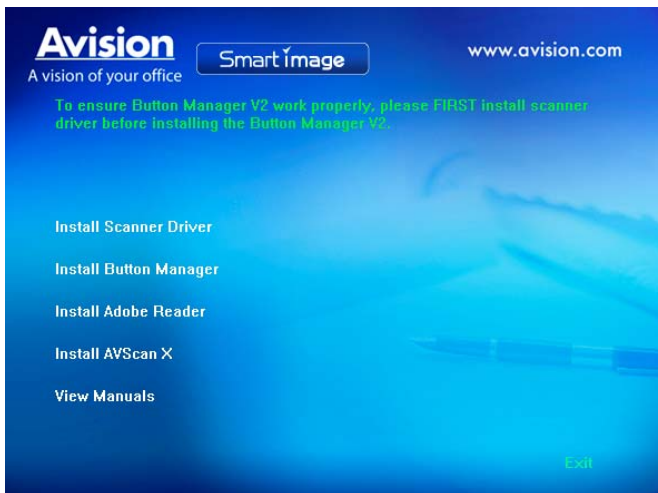 Avision
A vision of your office
Smart image
www.avision.com
To ensure Button Manager V2 work properly, please FIRST install scanner
driver before installing the Button Manager V2.
Install Scanner Driver
Install Button Manager
Install Adobe Reader
Install AVScan X
View Manuals
Exit